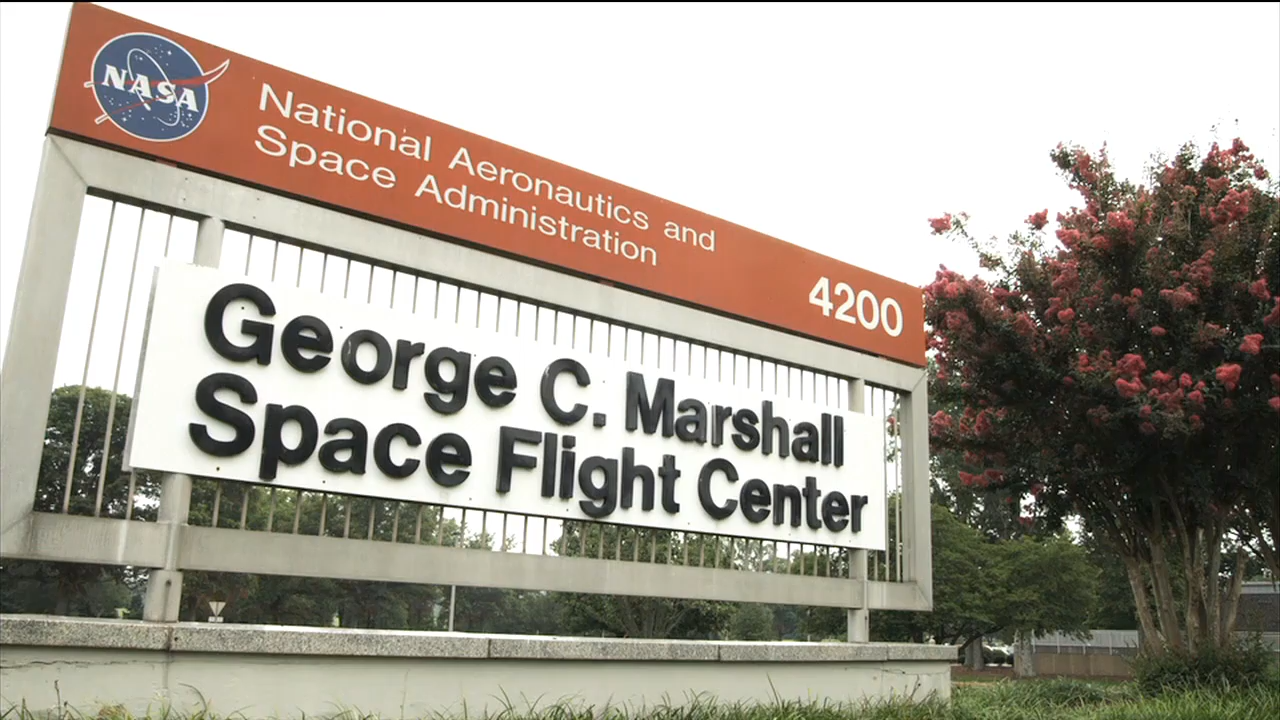 NASA
National Aeronautics and
Space Administration
4200
George C. Marshall
Space Flight Center